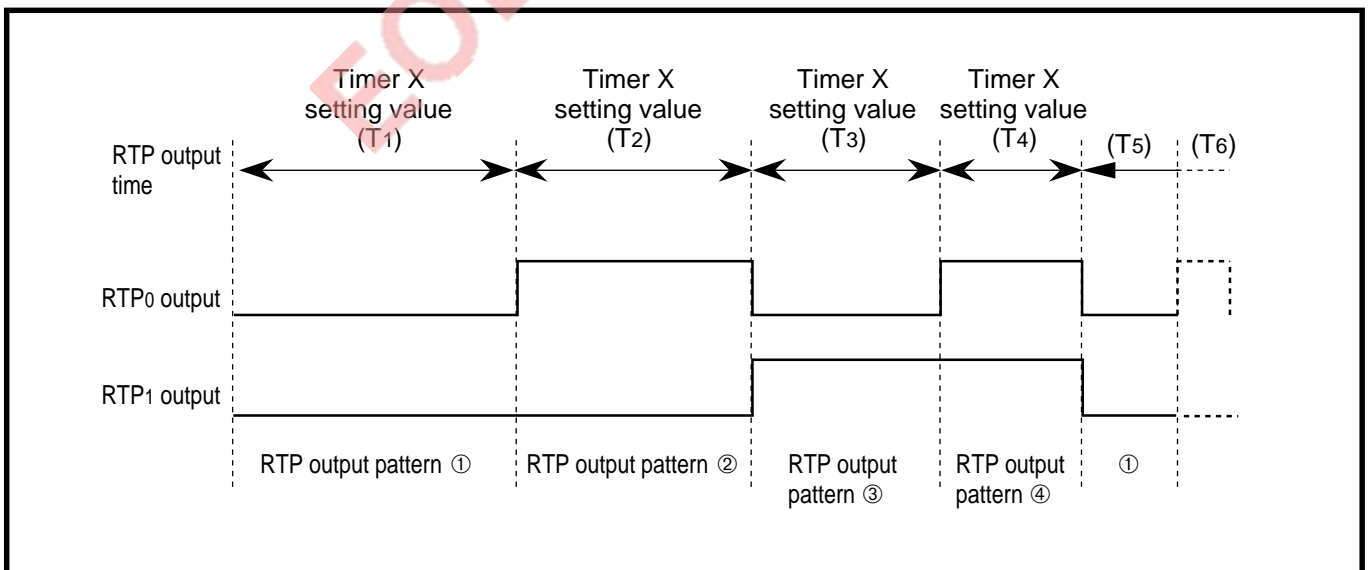 EO
Timer X
setting value
(T1)
Timer X
setting value
(T2)
Timer X
setting value
(T3)
Timer X
setting value
(T4)
(T5)
(T6)
RTP output
time
RTP0 output
RTP1 output
RTP output pattern ①
RTP output pattern ②
RTP output
pattern ③
RTP output
pattern ④
①